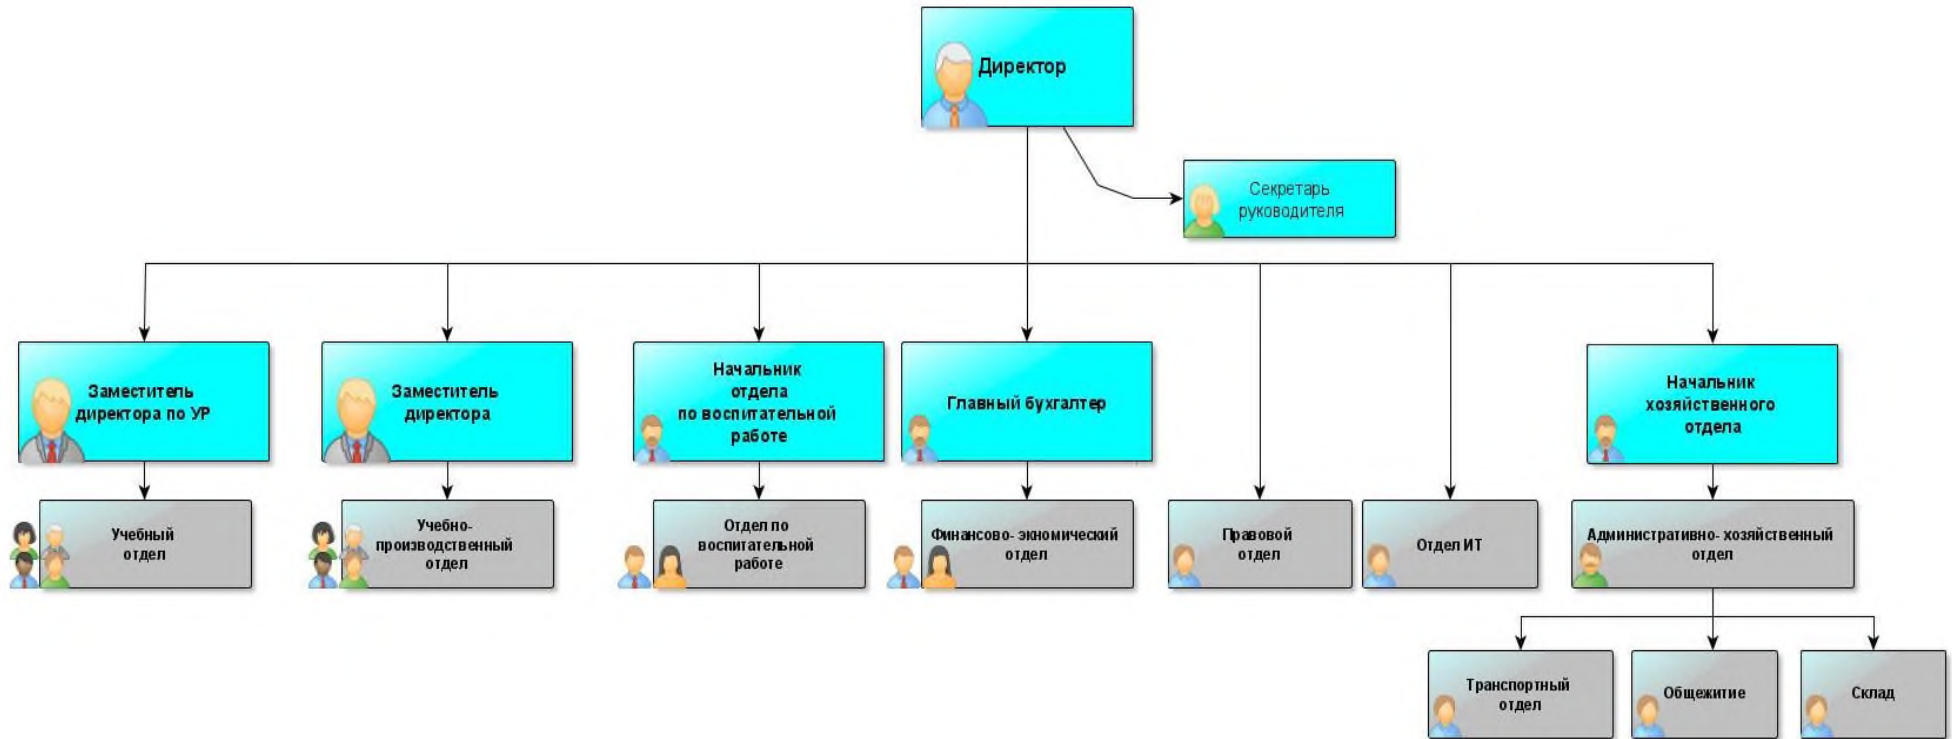 Директор
Секретарь
руководителя
Заместитель
директора по УР
Заместитель
директора
Начальник
отдела
по воспитательной
работе
Главный бухгалтер
Начальник
хозяйственного
отдела
Учебный
отдел
Учебно-
производственный
отдел
Отдел по
воспитательной
работе
Финансово- экномический
отдел
Правовой
отдел
Отдел ИТ
Административно- хозяйственный
отдел
Транспортный
отдел
Общежитие
Склад